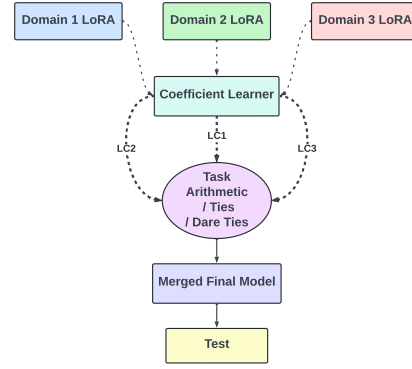 Domain 1 LoRA
Domain 2 LoRA
Domain 3 LoRA
Coefficient Learner
LC1
LC2
LC3
Task
Arithmetic
/ Ties
/ Dare Ties
Merged Final Model
Test